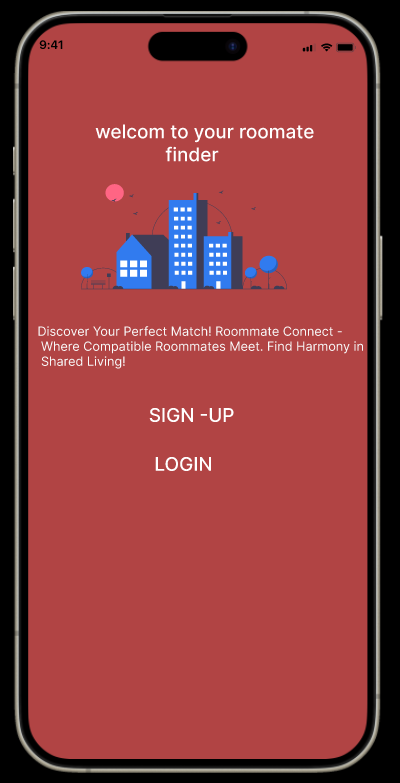 9:41
welcom to your roomate
finder
Discover Your Perfect Match! Roommate Connect -
Where Compatible Roommates Meet. Find Harmony in
Shared Living!
SIGN -UP
LOGIN